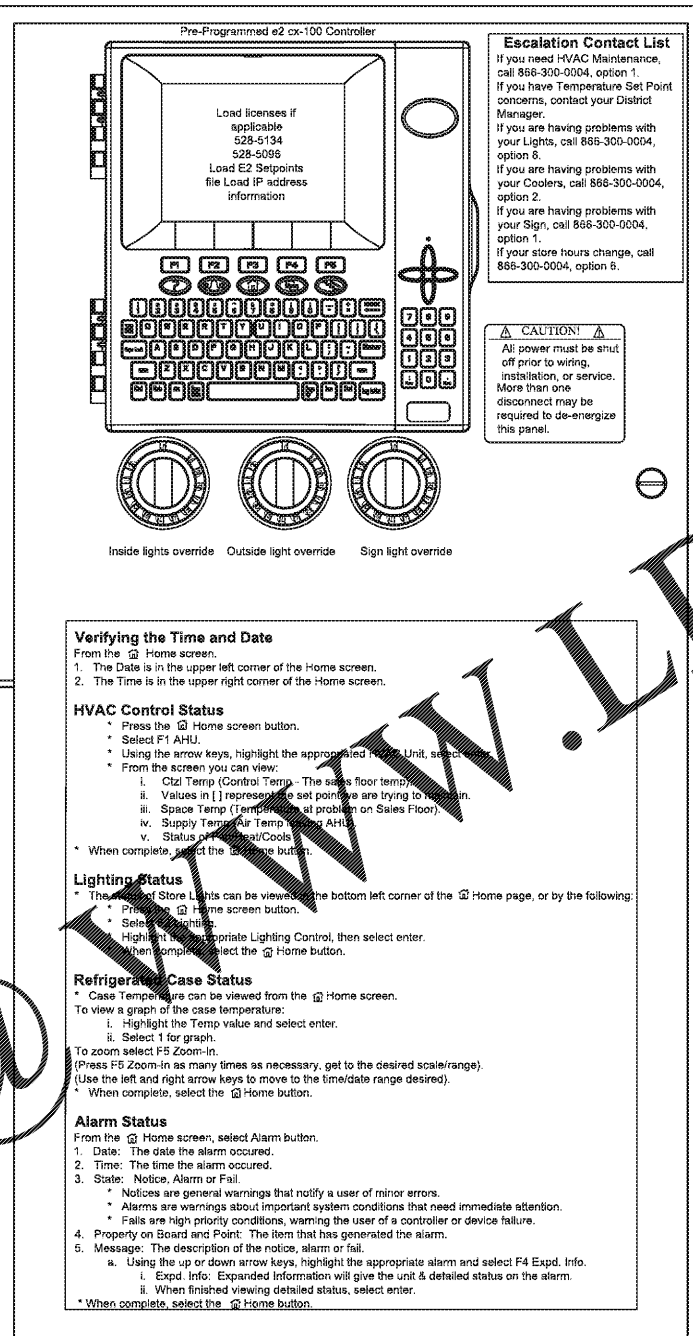 Pre-Programmed e2 cx-100 Controller
Load licenses if
applicable
528-5134
528-5096
Load E2 Setpoints
file Load IP address
information
F1 F2 F3 F4 F5
7 8 9
4 5 6
1 2 3
0
Escalation Contact List
If you need HVAC Maintenance,
call 866-300-0004, option 1.
If you have Temperature Set Point
concerns, contact your District
Manager.
If you are having problems with
your Lights, call 866-300-0004,
option 8.
If you are having problems with
your Coolers, call 866-300-0004,
option 2.
If you are having problems with
your Sign, call 866-300-0004,
option 1.
If your store hours change, call
866-300-0004, option 6.
⚠ CAUTION! ⚠
All power must be shut
off prior to wiring,
installation, or service.
More than one
disconnect may be
required to de-energize
this panel.
Inside lights override Outside light override Sign light override
Verifying the Time and Date
From the Home screen.
1. The Date is in the upper left corner of the Home screen.
2. The Time is in the upper right corner of the Home screen.
HVAC Control Status
* Press the Home screen button.
* Select F1 AHU.
* Using the arrow keys, highlight the appropriated HVAC Unit, select enter.
* From the screen you can view:
i. Ctzl Temp (Control Temp - The sales floor temp).
ii. Values in [ ] represent the set point we are trying to maintain.
iii. Space Temp (Temperature at problem on Sales Floor).
iv. Supply Temp (Air Temp leaving AHU).
v. Status of Fan/Heat/Cools
* When complete, select the Home button.
Lighting Status
* The status of Store Lights can be viewed in the bottom left corner of the Home page, or by the following:
* Press the Home screen button.
* Select Lighting.
* Highlight the appropriate Lighting Control, then select enter.
* When complete, select the Home button.
Refrigerated Case Status
* Case Temperature can be viewed from the Home screen.
To view a graph of the case temperature:
i. Highlight the Temp value and select enter.
ii. Select 1 for graph.
To zoom select F5 Zoom-In.
(Press F5 Zoom-In as many times as necessary, get to the desired scale/range).
(Use the left and right arrow keys to move to the time/date range desired).
* When complete, select the Home button.
Alarm Status
From the Home screen, select Alarm button.
1. Date: The date the alarm occured.
2. Time: The time the alarm occured.
3. State: Notice, Alarm or Fail.
* Notices are general warnings that notify a user of minor errors.
* Alarms are warnings about important system conditions that need immediate attention.
* Fails are high priority conditions, warning the user of a controller or device failure.
4. Property on Board and Point: The item that has generated the alarm.
5. Message: The description of the notice, alarm or fail.
a. Using the up or down arrow keys, highlight the appropriate alarm and select F4 Expd. Info.
i. Expd. Info: Expanded Information will give the unit & detailed status on the alarm.
ii. When finished viewing detailed status, select enter.
* When complete, select the Home button.
@ WWW.L